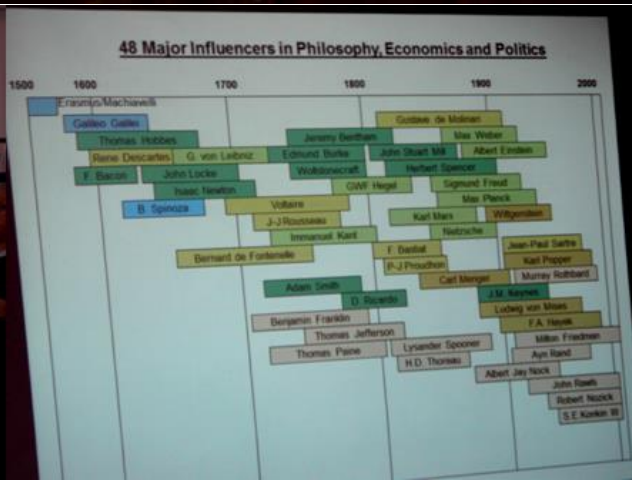 48 Major Influencers in Philosophy, Economics and Politics
1500 1600 1700 1800 1900 2000
Erasmus/Machiavelli
Galileo Galilei
Gustave de Molinari
Thomas Hobbes
Jeremy Bentham
Max Weber
Rene Descartes
G. von Leibniz
Edmund Burke
John Stuart Mill
Albert Einstein
F. Bacon
John Locke
Wollstonecraft
Herbert Spencer
Isaac Newton
GWF Hegel
Sigmund Freud
B. Spinoza
Voltaire
Max Planck
J-J Rousseau
Karl Marx
Wittgenstein
Immanuel Kant
Nietzsche
Bernard de Fontenelle
F. Bastiat
Jean-Paul Sartre
P-J Proudhon
Karl Popper
Adam Smith
Carl Menger
Murray Rothbard
D. Ricardo
J.M. Keynes
Ludwig von Mises
Benjamin Franklin
F.A. Hayek
Thomas Jefferson
Milton Friedman
Thomas Paine
Lysander Spooner
Ayn Rand
H.D. Thoreau
Albert Jay Nock
John Rawls
Robert Nozick
S.E Konkin III